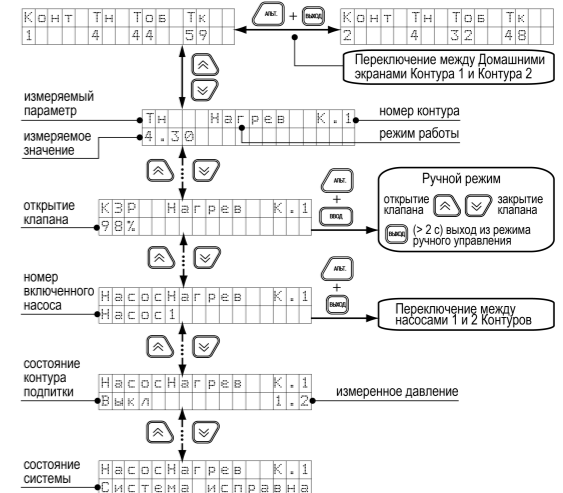 Конт Тн Тоб Тк
1 4 44 59
АЛЬТ. + ВЫХОД
Конт Тн Тоб Тк
2 4 32 48
Переключение между Домашними
экранами Контура 1 и Контура 2
измеряемый
параметр
измеряемое
значение
Тн Нагрев К.1
4.30
номер контура
режим работы
открытие
клапана
КЗР Нагрев К.1
98%
АЛЬТ.
+
ВВОД
Ручной режим
открытие
клапана
закрытие
клапана
ВЫХОД (> 2 с) выход из режима
ручного управления
номер
включенного
насоса
НасосНагрев К.1
Насос1
АЛЬТ.
+
ВЫХОД
Переключение между
насосами 1 и 2 Контуров
состояние
контура
подпитки
НасосНагрев К.1
Выкл 1.2
измеренное давление
состояние
системы
НасосНагрев К.1
Система исправна